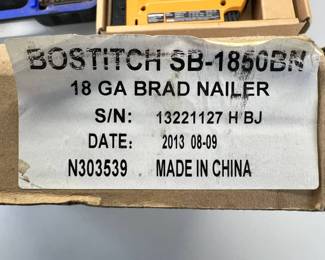 BOSTITCH SB-1850BN
18 GA BRAD NAILER
S/N: 13221127 H BJ
DATE: 2013 08-09
N303539 MADE IN CHINA